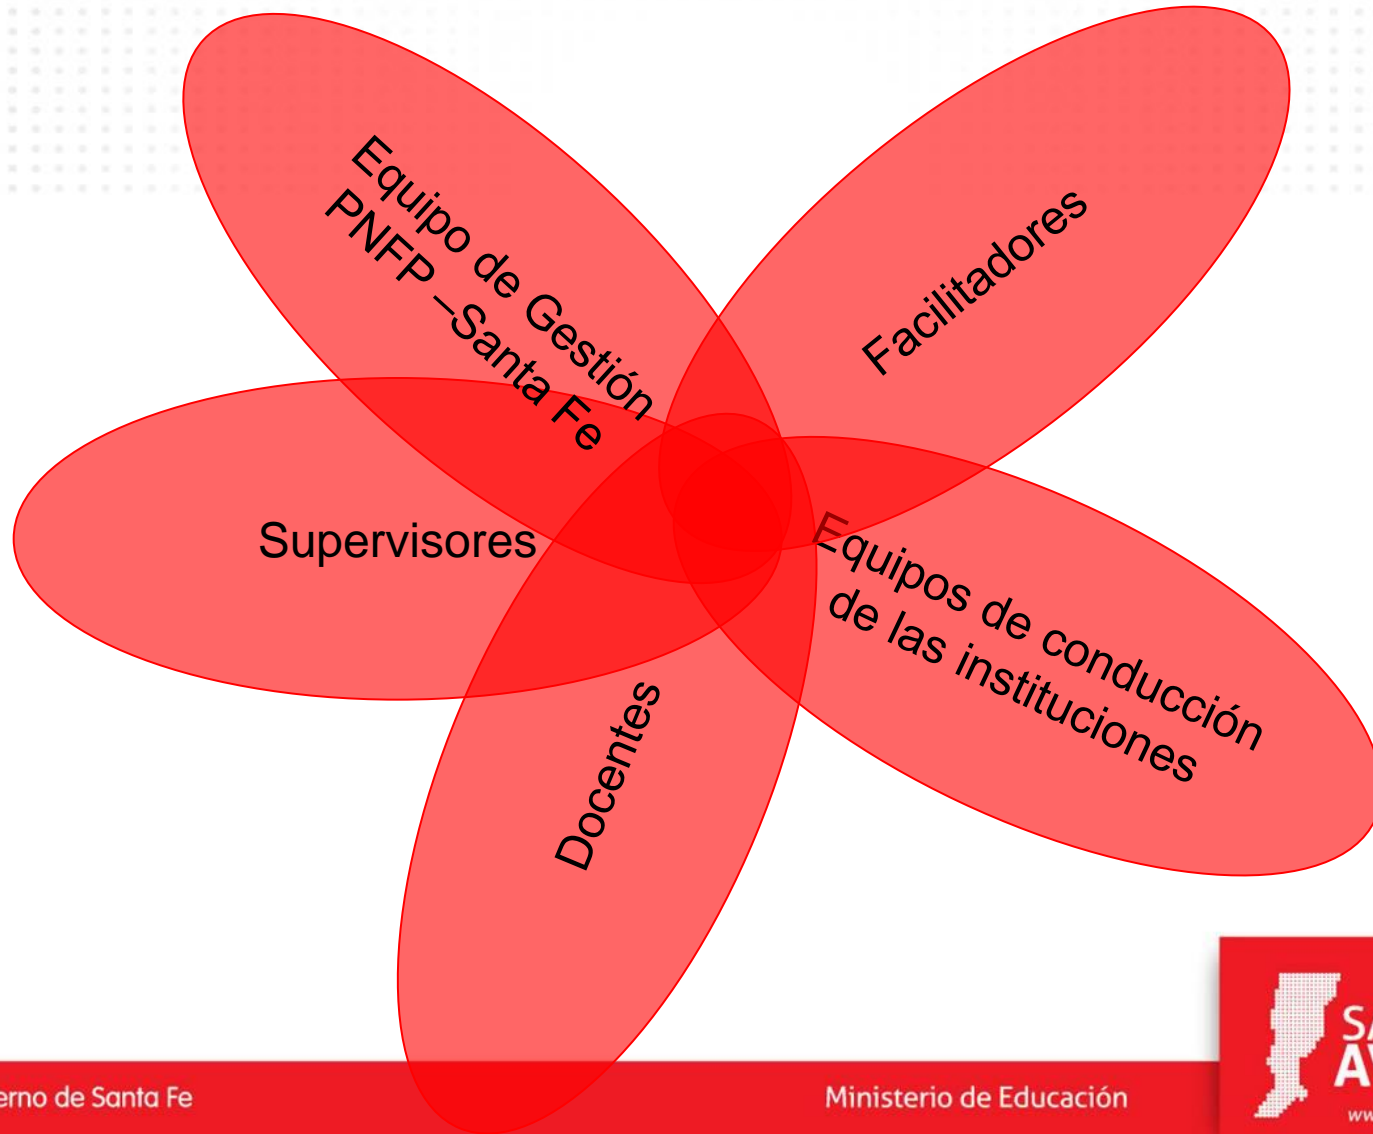 Equipo de Gestión
PNFP –Santa Fe
Facilitadores
Supervisores
Equipos de conducción
de las instituciones
Docentes
de Santa Fe
Ministerio de Educación